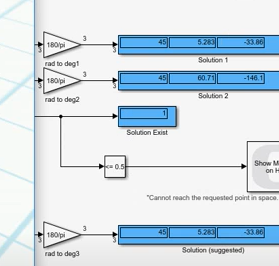 180/pi
3
3
rad to deg1
45 5.283 -33.86
Solution 1
180/pi
3
3
rad to deg2
45 60.71 -146.1
Solution 2
1
Solution Exist
<= 0.5
Show M
on H
"Cannot reach the requested point in space.
180/pi
3
3
rad to deg3
45 5.283 -33.86
Solution (suggested)